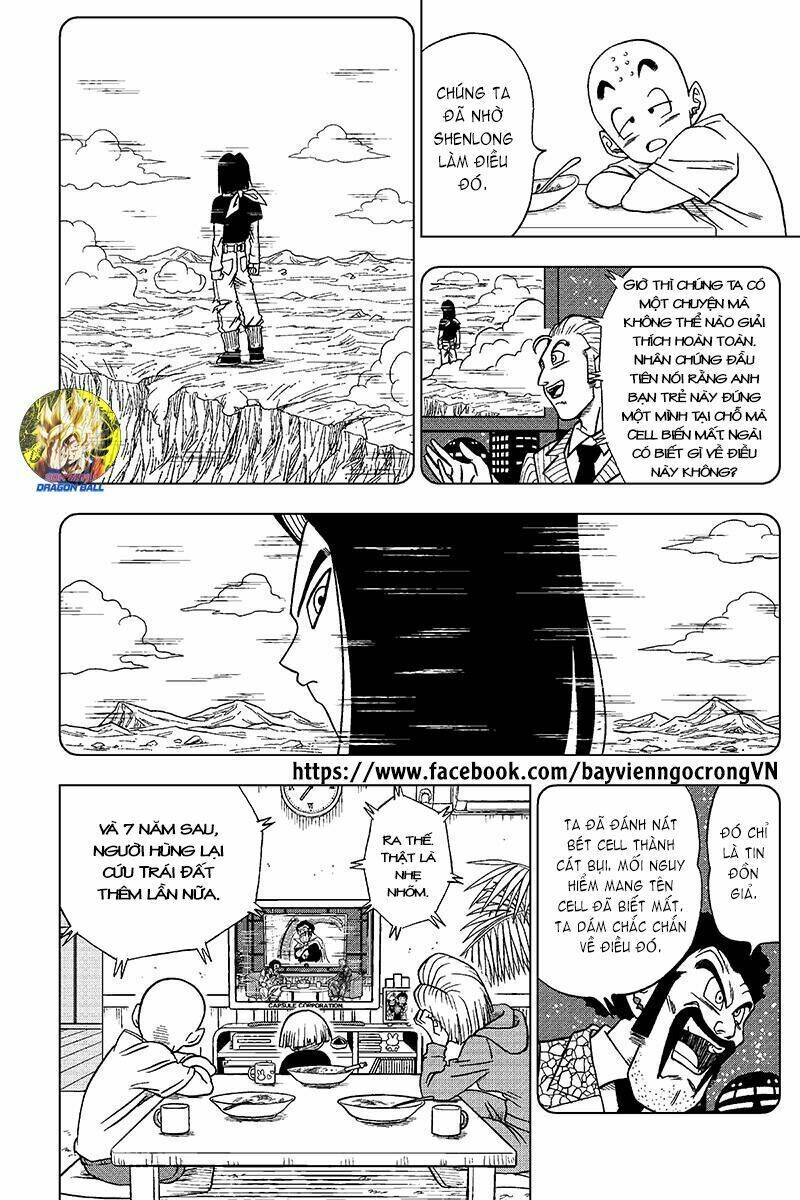 CHÚNG TA
ĐÃ NHỜ
SHENLONG
LÀM ĐIỀU
ĐÓ.
GIỜ THÌ CHÚNG TA CÓ
MỘT CHUYỆN MÀ
KHÔNG THỂ NÀO GIẢI
THÍCH HOÀN TOÀN.
NHÂN CHỨNG ĐẦU
TIÊN NÓI RẰNG ANH
BẠN TRẺ NÀY ĐỨNG
MỘT MÌNH TẠI CHỖ MÀ
CELL BIẾN MẤT. NGÀI
CÓ BIẾT GÌ VỀ ĐIỀU
NÀY KHÔNG?
DRAGON BALL
https://www.facebook.com/bayvienngocrongVN
ĐÓ CHỈ
LÀ TIN
ĐỒN
GIẢ.
TA ĐÃ ĐÁNH NÁT
BÉT CELL THÀNH
CÁT BỤI. MỐI NGUY
HIỂM MANG TÊN
CELL ĐÃ BIẾT MẤT.
TA DÁM CHẮC CHẮN
VỀ ĐIỀU ĐÓ.
RA THẾ.
THẬT LÀ
NHẸ
NHÕM.
VÀ 7 NĂM SAU,
NGƯỜI HÙNG LẠI
CỨU TRÁI ĐẤT
THÊM LẦN NỮA.
CAPSULE CORPORATION